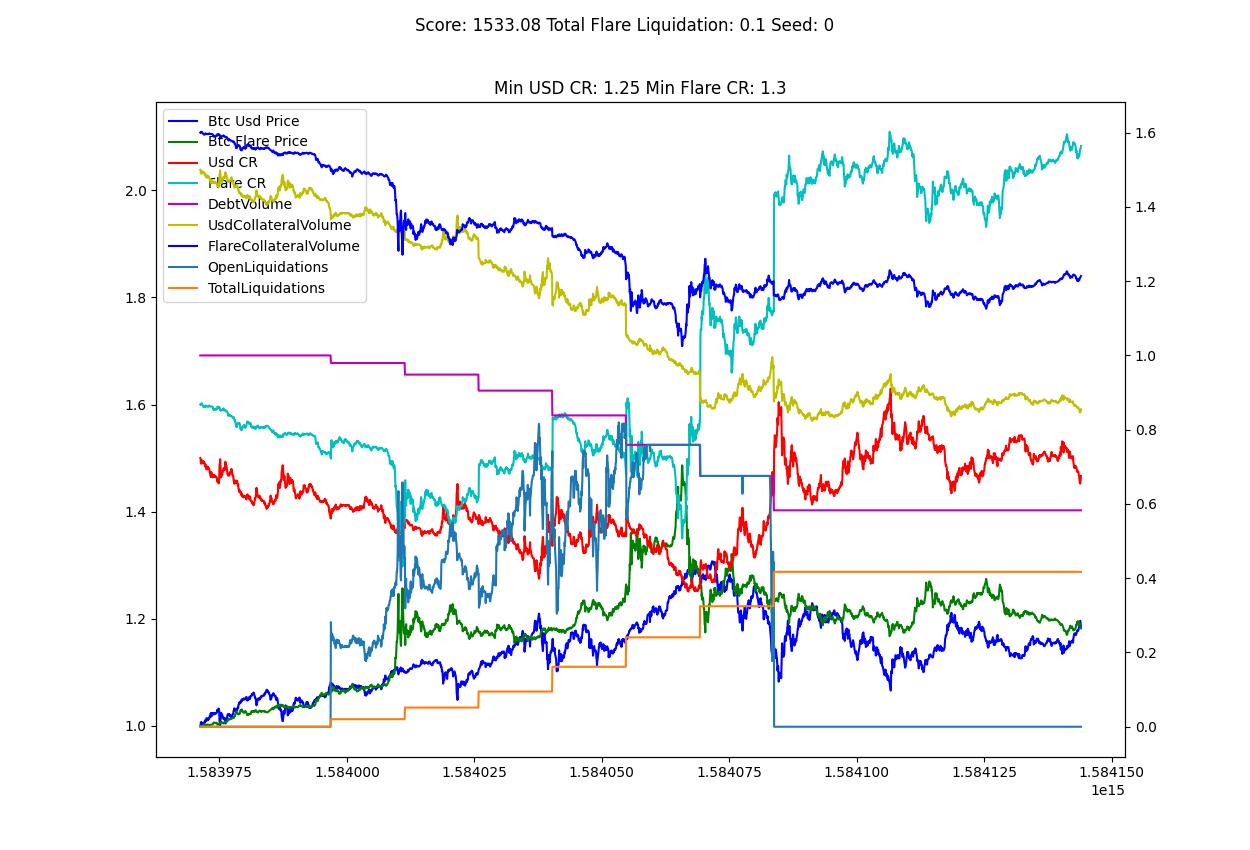 Score: 1533.08 Total Flare Liquidation: 0.1 Seed: 0
Min USD CR: 1.25 Min Flare CR: 1.3
Btc Usd Price
Btc Flare Price
Usd CR
Flare CR
DebtVolume
UsdCollateralVolume
FlareCollateralVolume
OpenLiquidations
TotalLiquidations
2.0
1.8
1.6
1.4
1.2
1.0
1.6
1.4
1.2
1.0
0.8
0.6
0.4
0.2
0.0
1.583975 1.584000 1.584025 1.584050 1.584075 1.584100 1.584125 1.584150
1e15